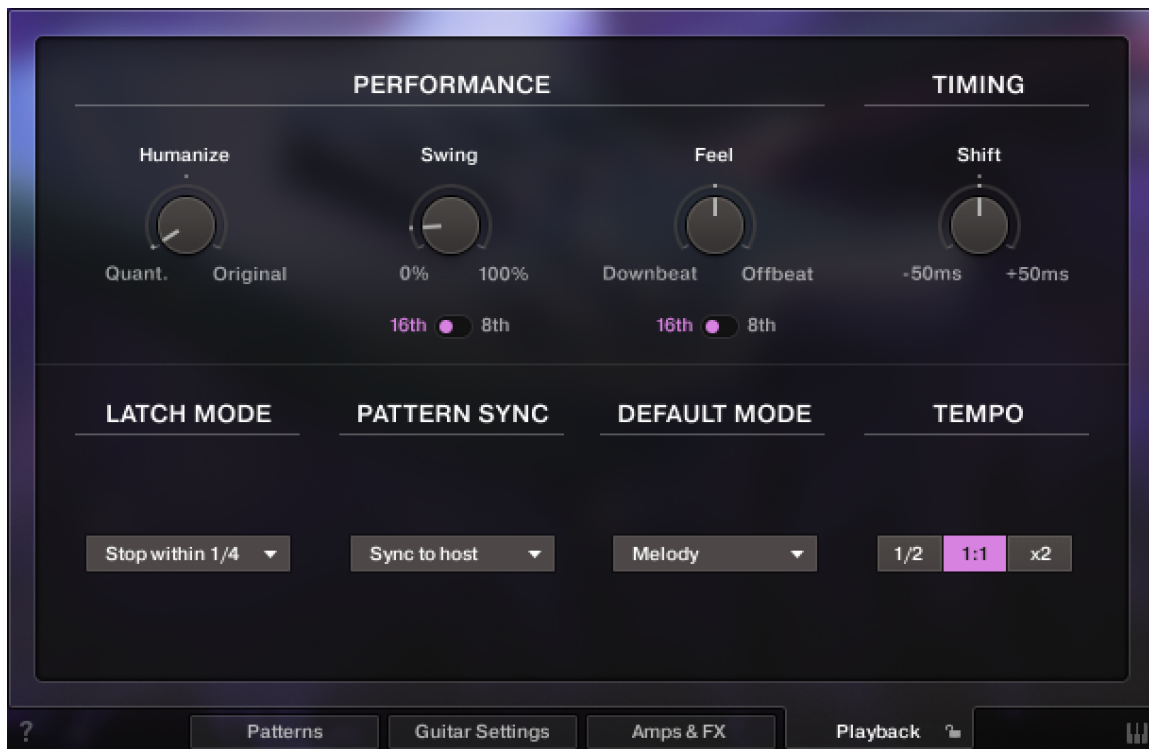 PERFORMANCE TIMING
Humanize Swing Feel Shift
Quant. Original 0% 100% Downbeat Offbeat -50ms +50ms
16th 8th 16th 8th
LATCH MODE PATTERN SYNC DEFAULT MODE TEMPO
Stop within 1/4 Sync to host Melody 1/2 1:1 x2
? Patterns Guitar Settings Amps & FX Playback